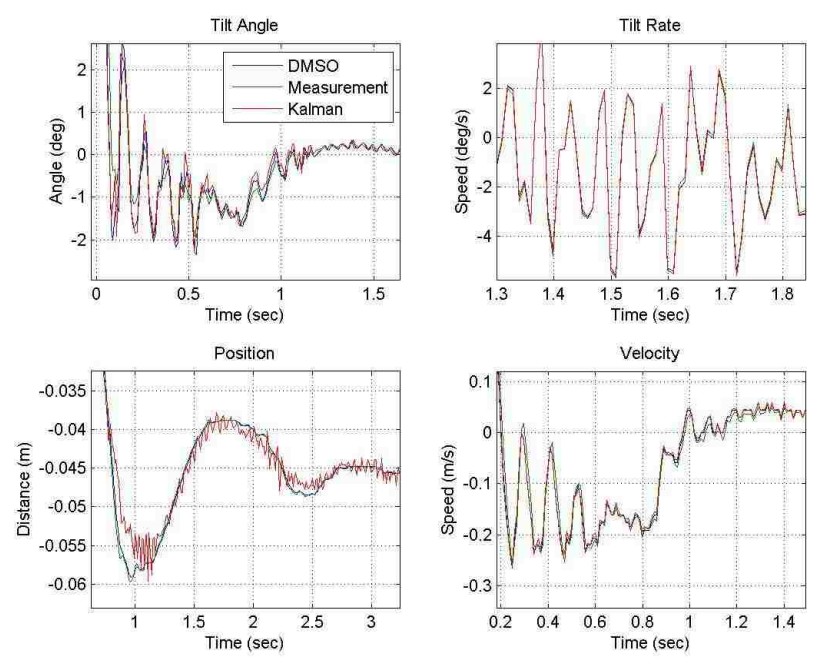 Tilt Angle
Tilt Rate
DMSO
Measurement
Kalman
2
1
0
-1
-2
Angle (deg)
0
0.5
1
1.5
Time (sec)
2
0
-2
-4
Speed (deg/s)
1.3
1.4
1.5
1.6
1.7
1.8
Time (sec)
Position
Velocity
-0.035
-0.04
-0.045
-0.05
-0.055
-0.06
Distance (m)
1
1.5
2
2.5
3
Time (sec)
0.1
0
-0.1
-0.2
-0.3
Speed (m/s)
0.2
0.4
0.6
0.8
1
1.2
1.4
Time (sec)